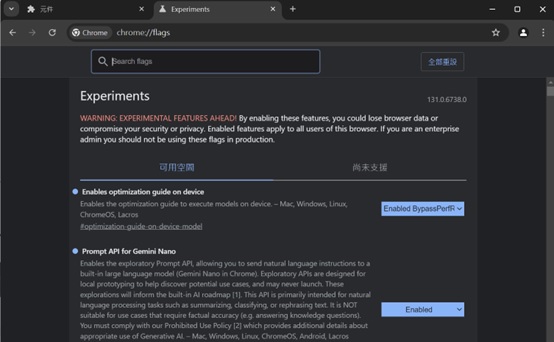 元件
Experiments
Chrome
chrome://flags
Search flags
全部重設
Experiments
131.0.6738.0
WARNING: EXPERIMENTAL FEATURES AHEAD! By enabling these features, you could lose browser data or
compromise your security or privacy. Enabled features apply to all users of this browser. If you are an enterprise
admin you should not be using these flags in production.
可用空間
尚未支援
Enables optimization guide on device
Enables the optimization guide to execute models on device. – Mac, Windows, Linux,
ChromeOS, Lacros
Enabled BypassPerfR
#optimization-guide-on-device-model
Prompt API for Gemini Nano
Enables the exploratory Prompt API, allowing you to send natural language instructions to a
built-in large language model (Gemini Nano in Chrome). Exploratory APIs are designed for
local prototyping to help discover potential use cases, and may never launch. These
explorations will inform the built-in AI roadmap [1]. This API is primarily intended for natural
language processing tasks such as summarizing, classifying, or rephrasing text. It is NOT
suitable for use cases that require factual accuracy (e.g. answering knowledge questions).
Enabled
You must comply with our Prohibited Use Policy [2] which provides additional details about
appropriate use of Generative AI. – Mac, Windows, Linux, ChromeOS, Android, Lacros